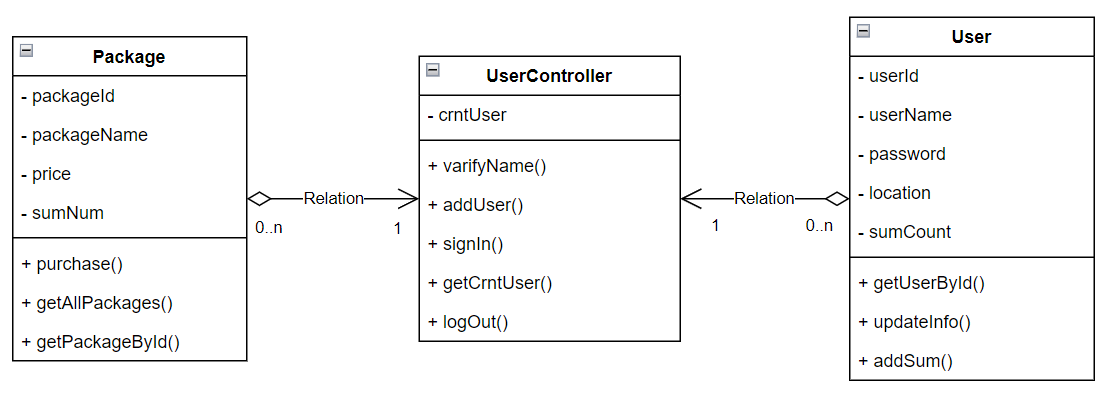 Package
- packageId
- packageName
- price
- sumNum
+ purchase()
+ getAllPackages()
+ getPackageById()
Relation
0..n
1
UserController
- crntUser
+ varifyName()
+ addUser()
+ signIn()
+ getCrntUser()
+ logOut()
Relation
1
0..n
User
- userId
- userName
- password
- location
- sumCount
+ getUserById()
+ updateInfo()
+ addSum()